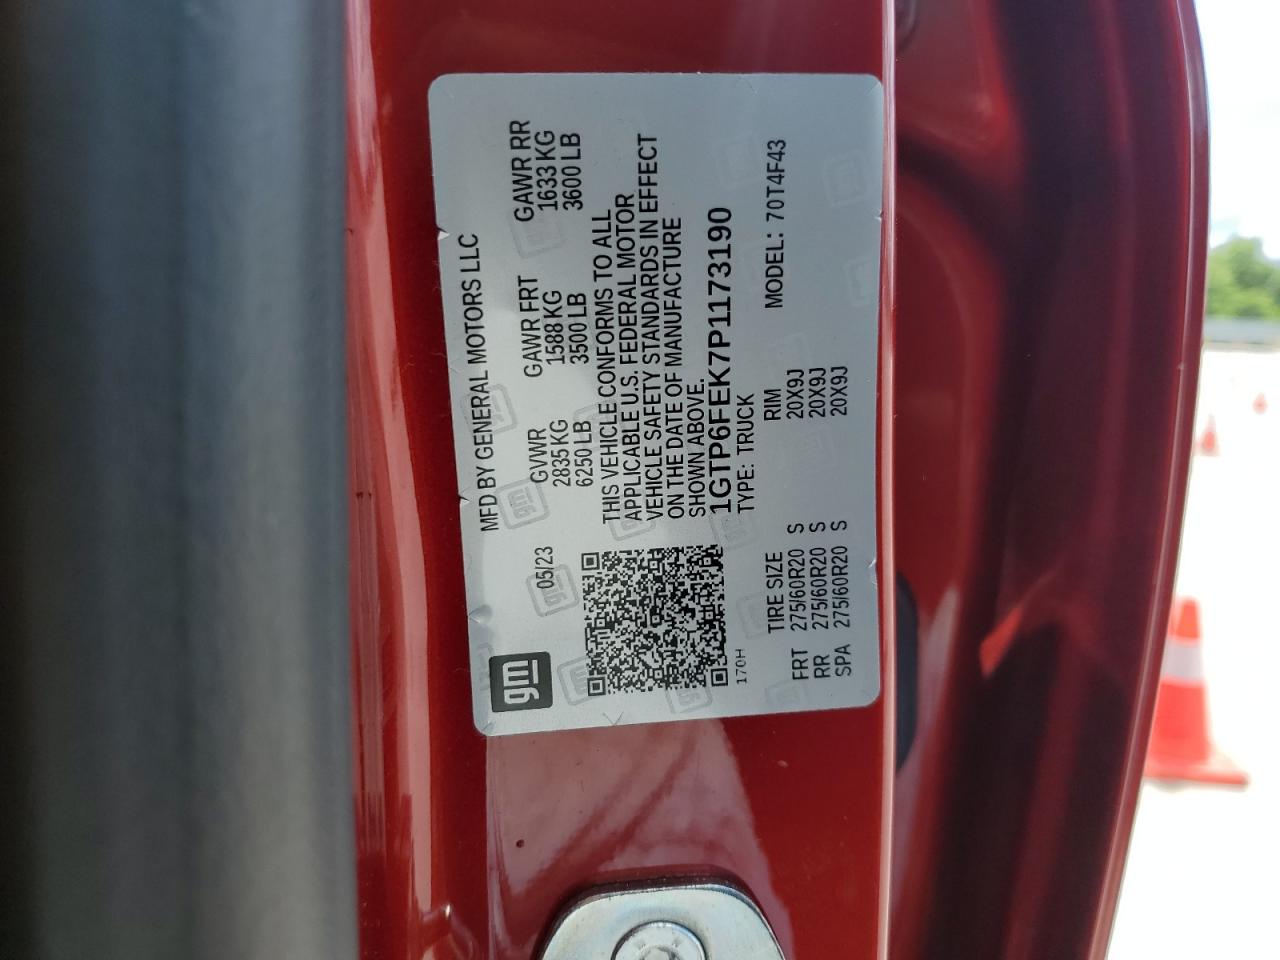 gm
MFD BY GENERAL MOTORS LLC
05/23
GVWR GAWR FRT GAWR RR
2835 KG 1588 KG 1633 KG
6250 LB 3500 LB 3600 LB
THIS VEHICLE CONFORMS TO ALL
APPLICABLE U.S. FEDERAL MOTOR
VEHICLE SAFETY STANDARDS IN EFFECT
ON THE DATE OF MANUFACTURE
SHOWN ABOVE.
1GTP6FEK7P1173190
170H
TYPE: TRUCK MODEL: 70T4F43
TIRE SIZE RIM
FRT 275/60R20 S 20X9J
RR 275/60R20 S 20X9J
SPA 275/60R20 S 20X9J